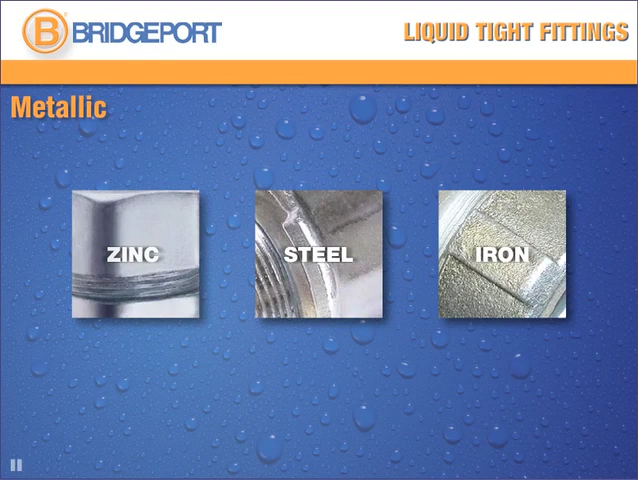 B BRIDGEPORT
LIQUID TIGHT FITTINGS
Metallic
ZINC
STEEL
IRON